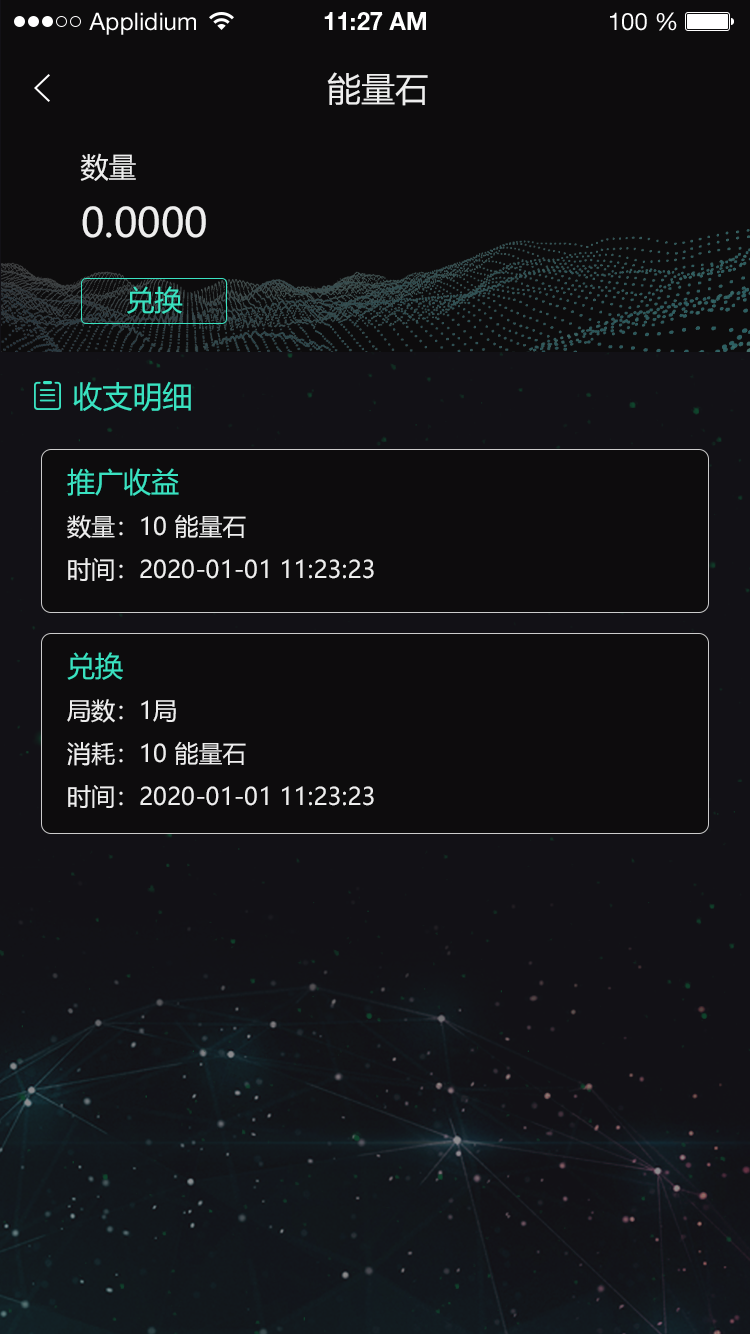 ●●●○○ Applidium 11:27 AM 100 %
能量石
数量
0.0000
兑换
收支明细
推广收益
数量：10 能量石
时间：2020-01-01 11:23:23
兑换
局数：1局
消耗：10 能量石
时间：2020-01-01 11:23:23